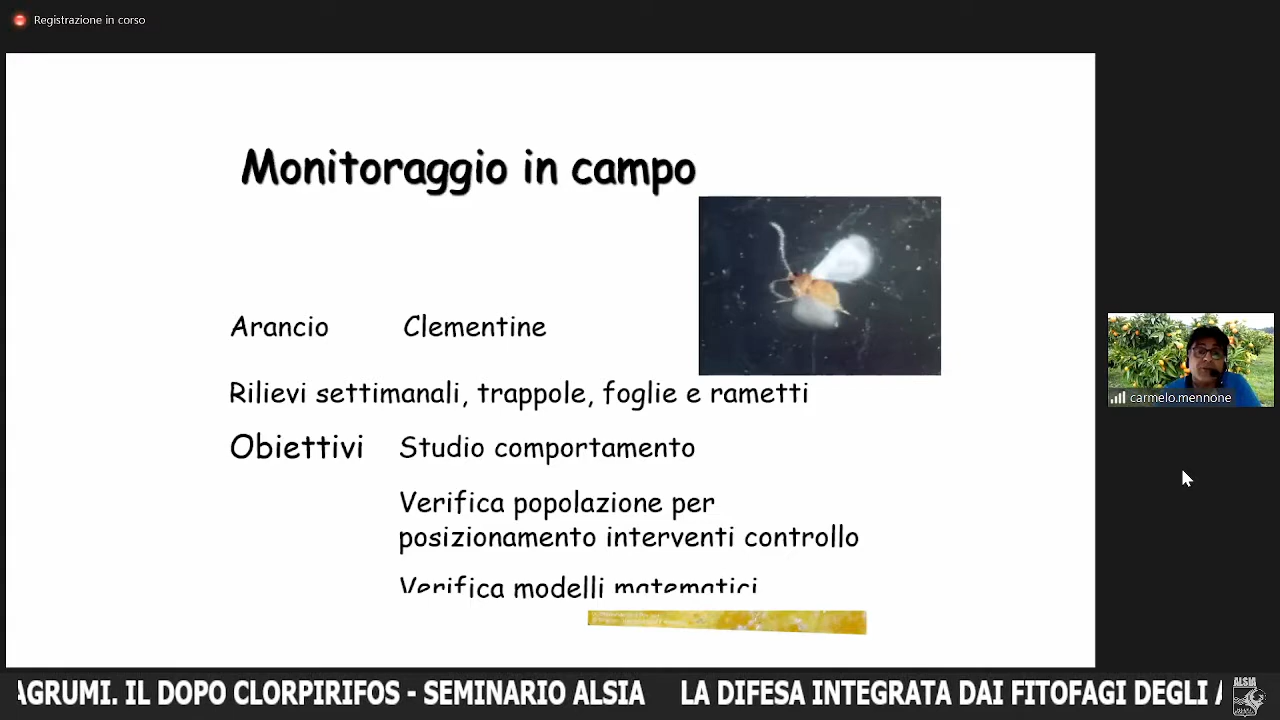 Registrazione in corso
Monitoraggio in campo
Arancio Clementine
Rilievi settimanali, trappole, foglie e rametti
Obiettivi Studio comportamento
Verifica popolazione per
posizionamento interventi controllo
Verifica modelli matematici
carmelo.mennone
AGRUMI. IL DOPO CLORPIRIFOS - SEMINARIO ALSIA LA DIFESA INTEGRATA DAI FITOFAGI DEGLI A
ALSIA